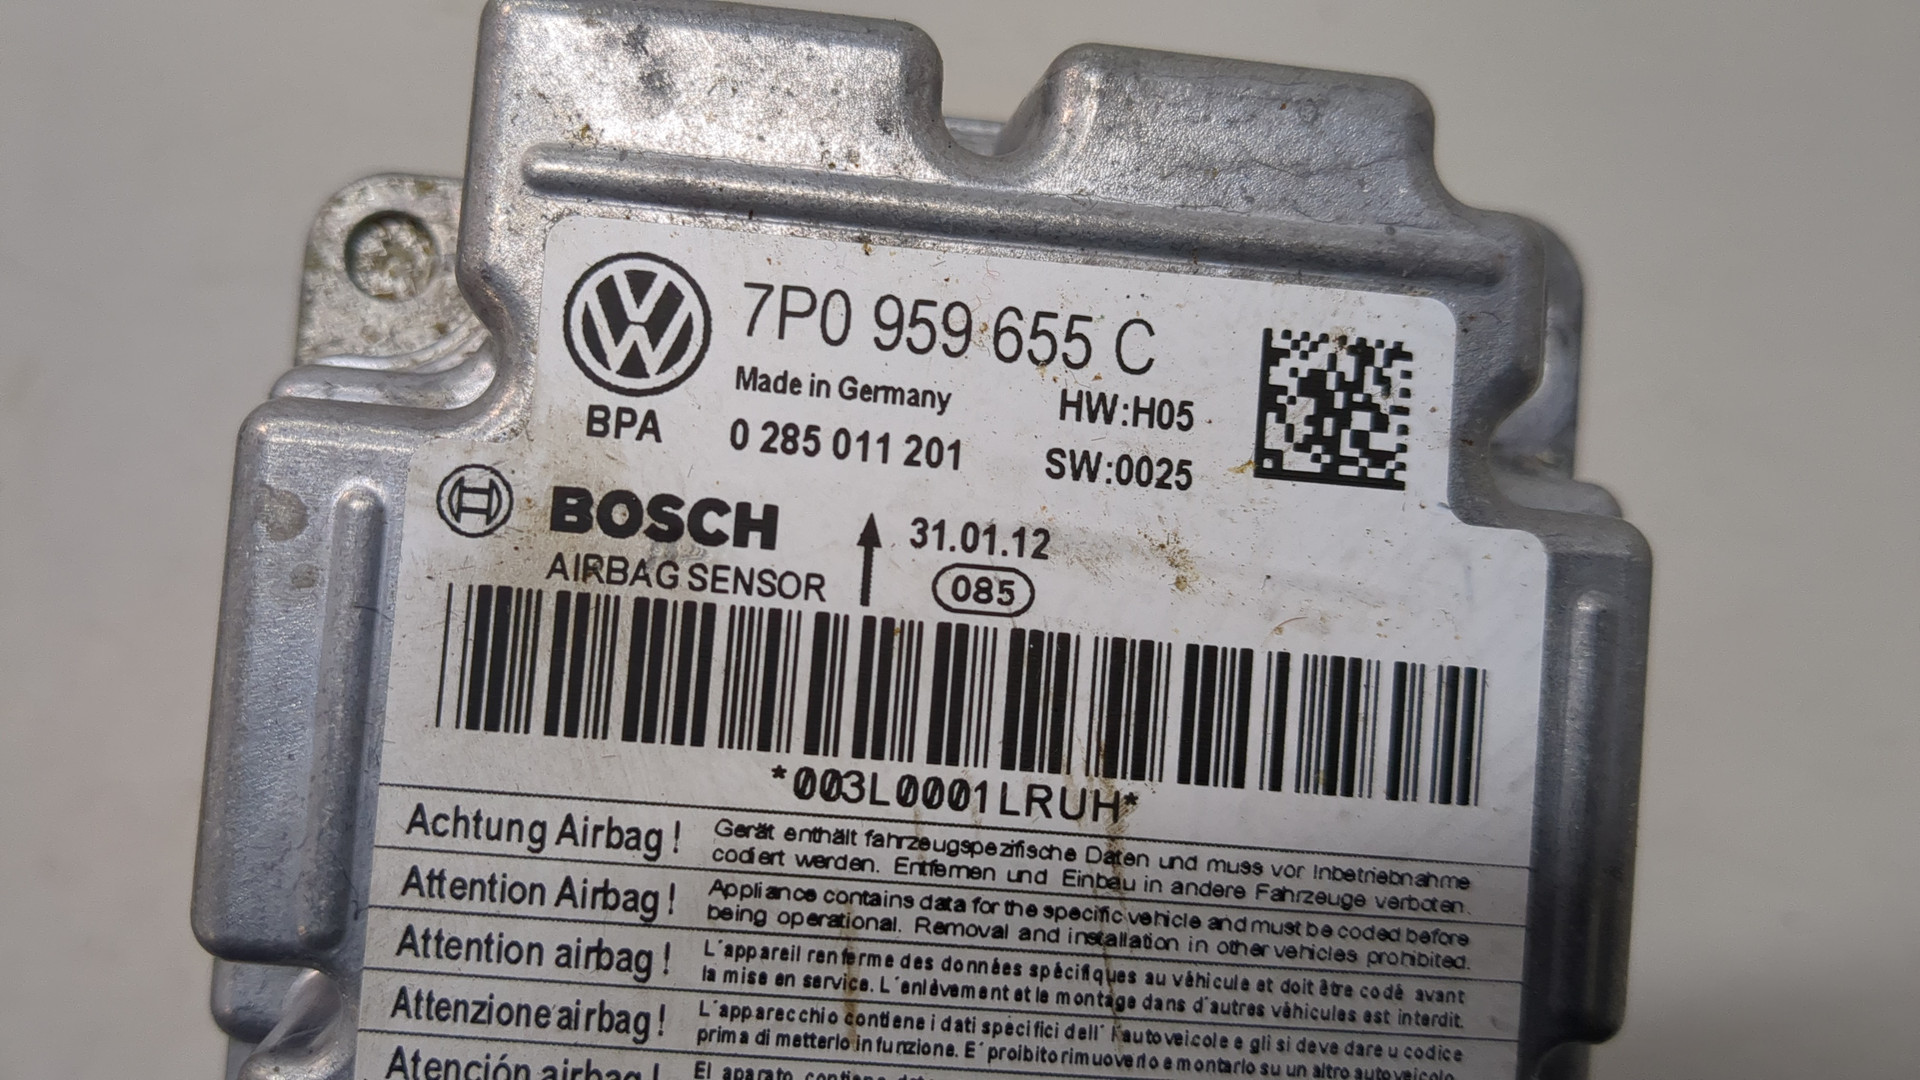 7P0 959 655 C
Made in Germany
HW:H05
BPA
0 285 011 201
SW:0025
BOSCH
31.01.12
AIRBAG SENSOR
085
*003L0001LRUH*
Achtung Airbag !
Gerät enthält fahrzeugspezifische Daten und muss vor Inbetriebnahme
codiert werden. Entfernen und Einbau in andere Fahrzeuge verboten.
Attention Airbag !
Appliance contains data for the specific vehicle and must be coded before
being operational. Removal and installation in other vehicles prohibited.
Attention airbag !
L'appareil renferme des données spécifiques au véhicule et doit être codé avant
la mise en service. L'enlèvement et le montage dans d'autres véhicules est interdit.
Attenzione airbag !
L'apparecchio contiene i dati specifici dell' autoveicolo e gli si deve dare u codice
prima di metterlo in funzione. E' proibito rimuoverlo e montarlo su un altro autoveicolo.
Atención airbag !
El aparato contiene